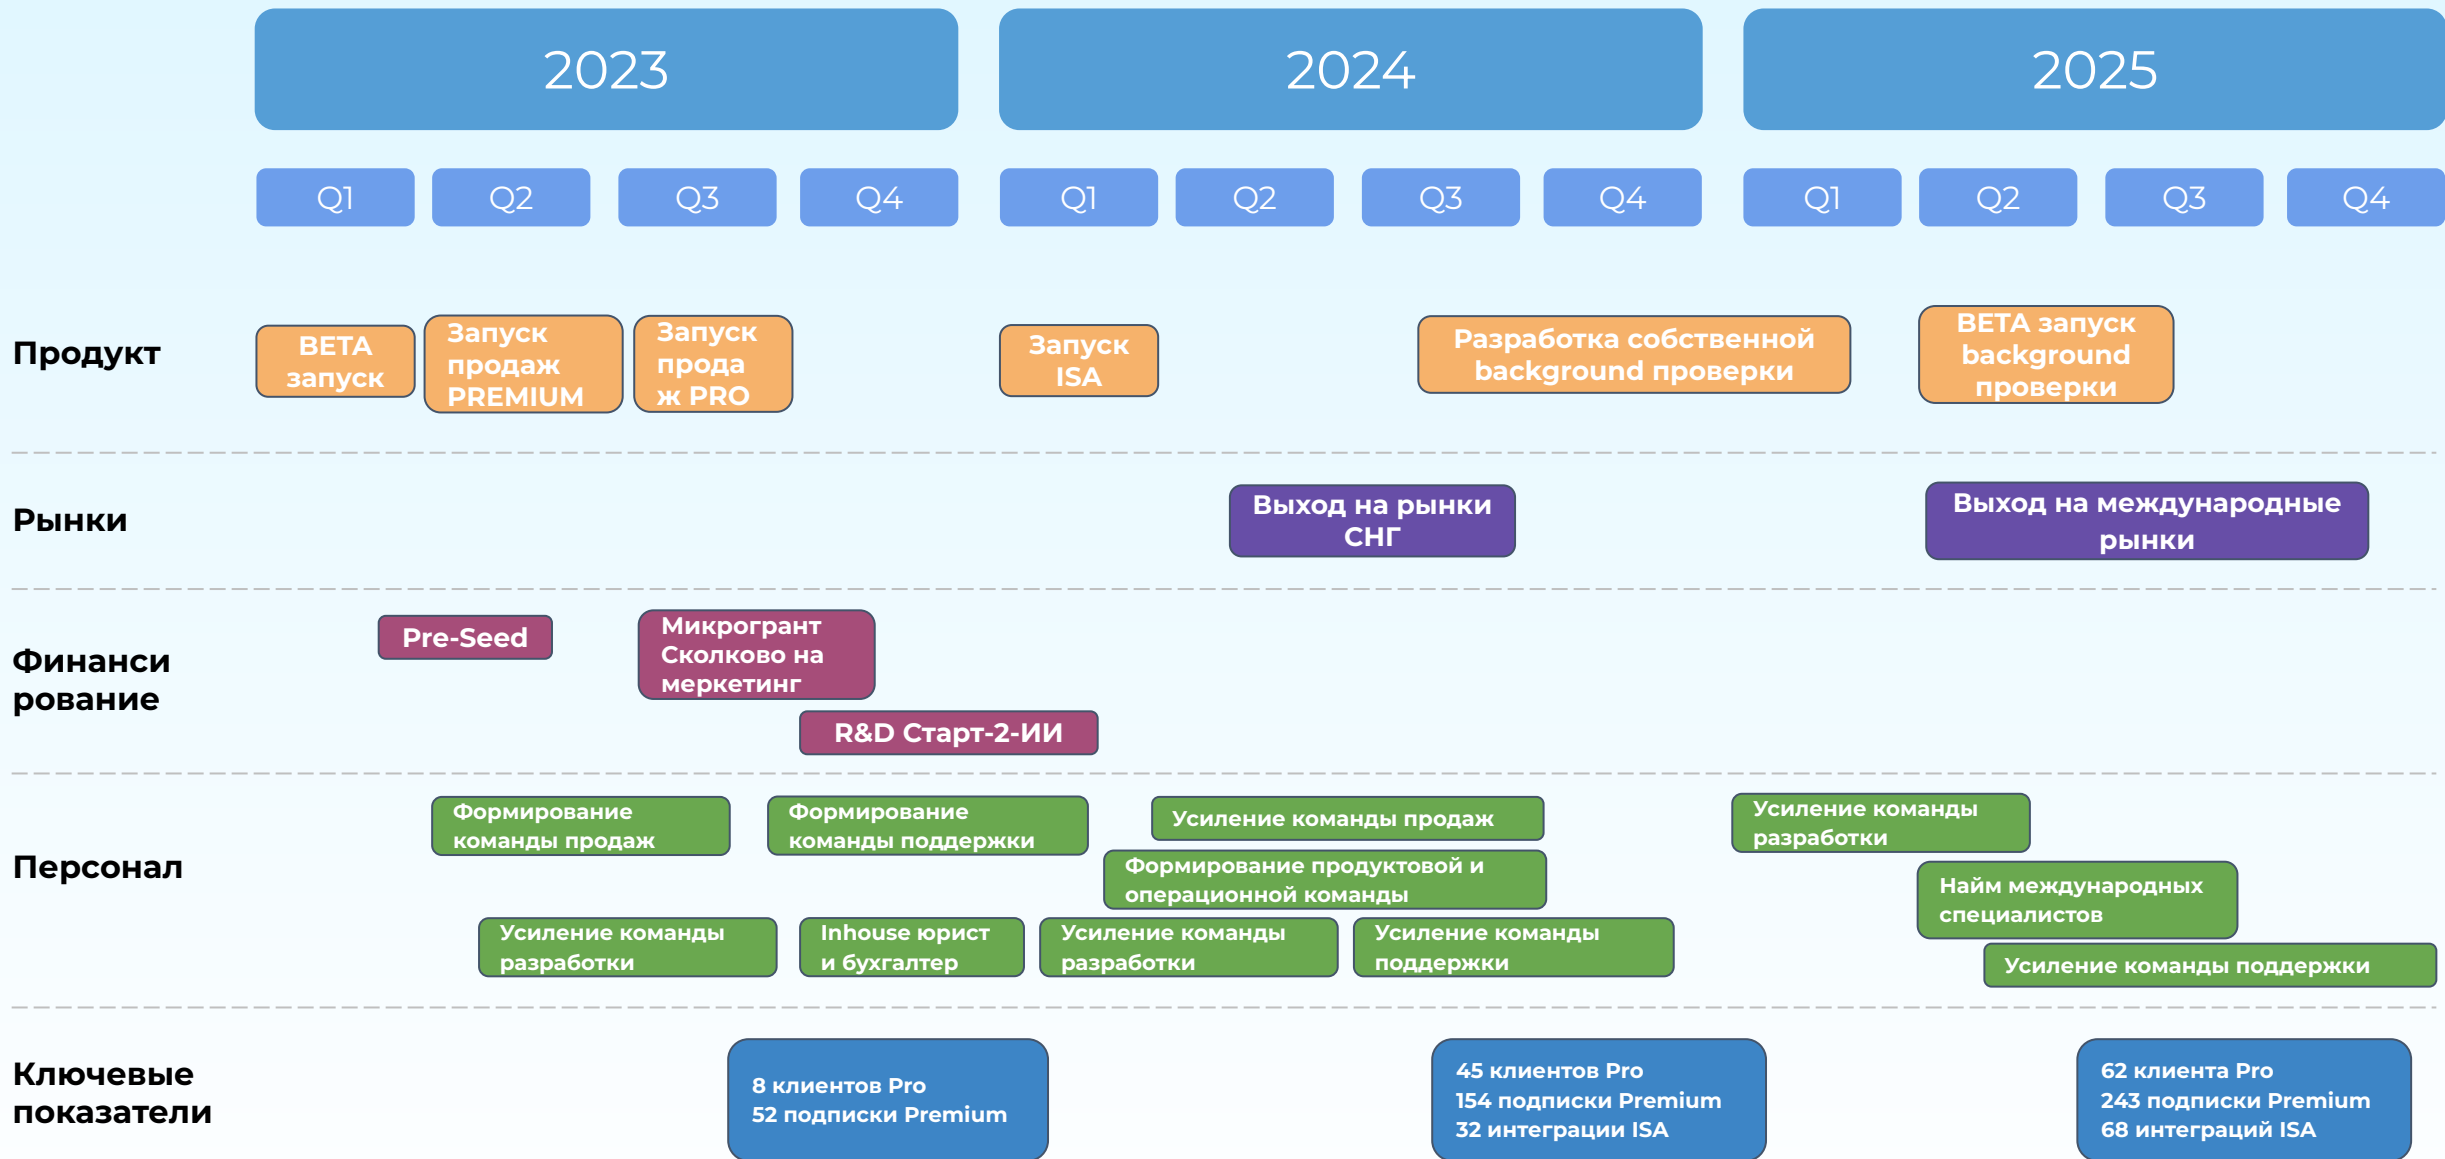 2023
2024
2025
Q1
Q2
Q3
Q4
Q1
Q2
Q3
Q4
Q1
Q2
Q3
Q4
Продукт
BETA
запуск
Запуск
продаж
PREMIUM
Запуск
прода
ж PRO
Запуск
ISA
Разработка собственной
background проверки
BETA запуск
background
проверки
Рынки
Выход на рынки
СНГ
Выход на международные
рынки
Финанси
рование
Pre-Seed
Микрогрант
Сколково на
меркетинг
R&D Старт-2-ИИ
Персонал
Формирование
команды продаж
Формирование
команды поддержки
Усиление команды продаж
Формирование продуктовой и
операционной команды
Усиление команды
разработки
Inhouse юрист
и бухгалтер
Усиление команды
разработки
Усиление команды
поддержки
Усиление команды
разработки
Найм международных
специалистов
Усиление команды поддержки
Ключевые
показатели
8 клиентов Pro
52 подписки Premium
45 клиентов Pro
154 подписки Premium
32 интеграции ISA
62 клиента Pro
243 подписки Premium
68 интеграций ISA